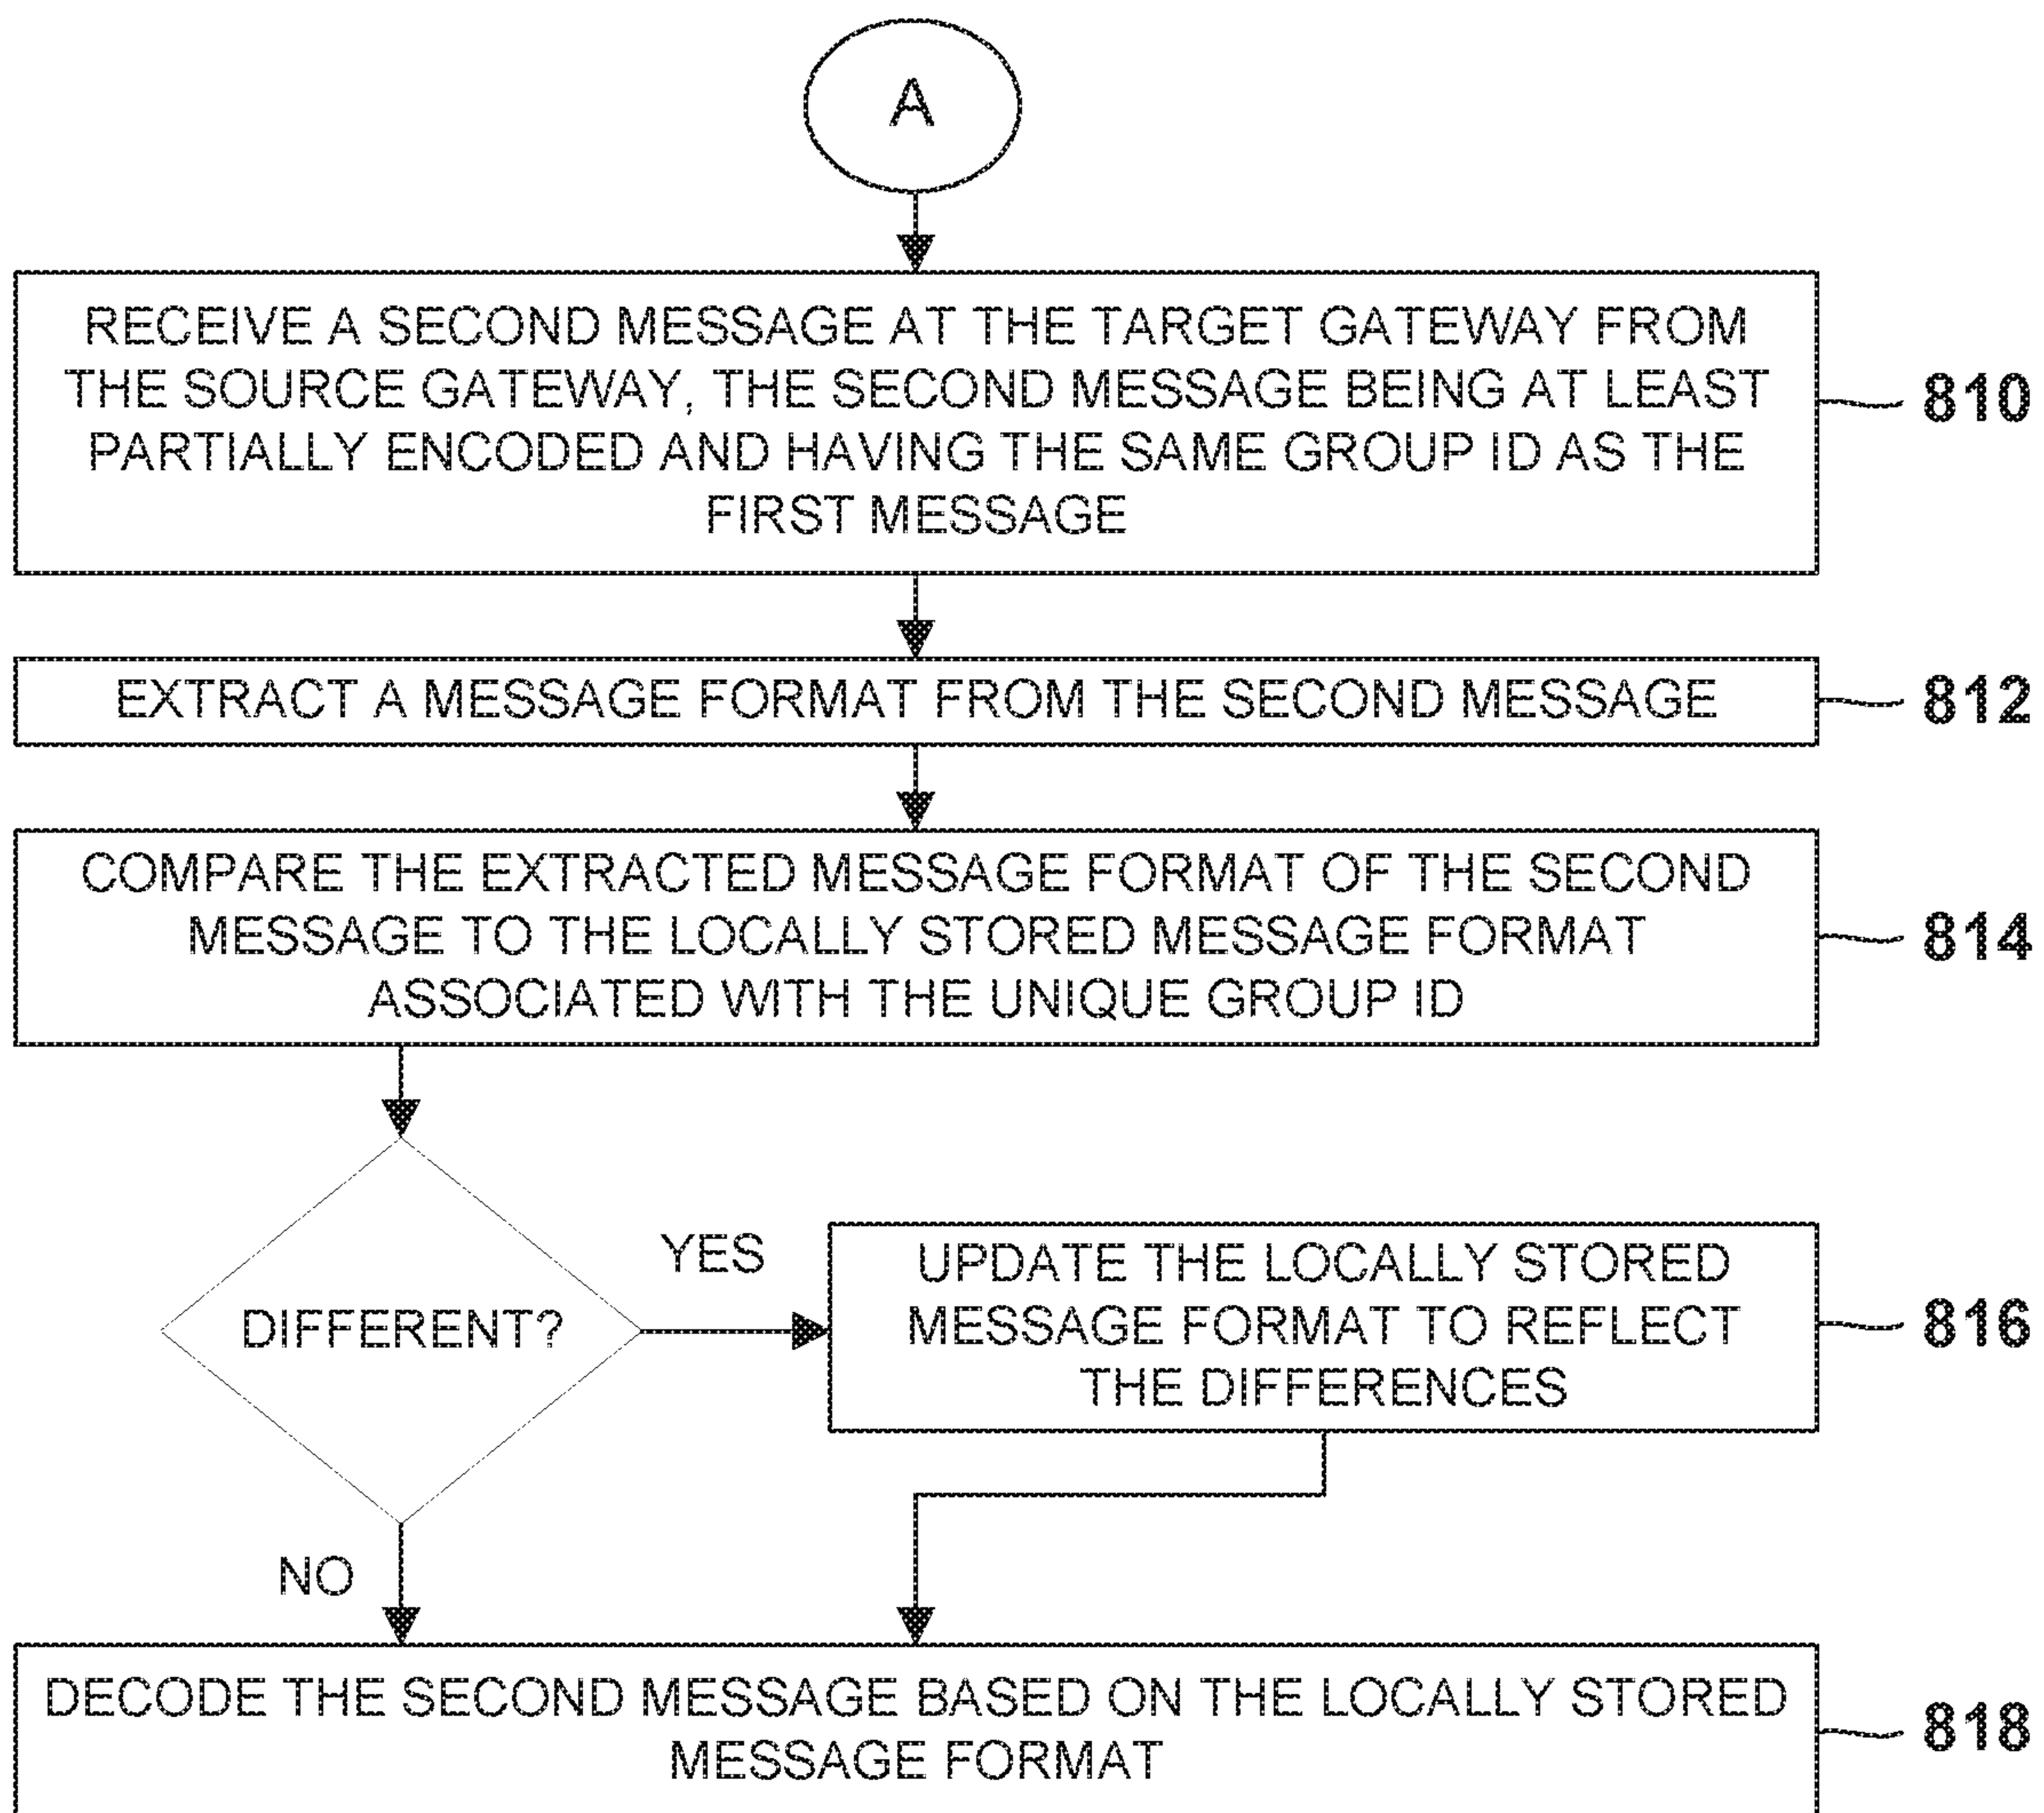 A
RECEIVE A SECOND MESSAGE AT THE TARGET GATEWAY FROM
THE SOURCE GATEWAY, THE SECOND MESSAGE BEING AT LEAST
PARTIALLY ENCODED AND HAVING THE SAME GROUP ID AS THE
FIRST MESSAGE
810
EXTRACT A MESSAGE FORMAT FROM THE SECOND MESSAGE
812
COMPARE THE EXTRACTED MESSAGE FORMAT OF THE SECOND
MESSAGE TO THE LOCALLY STORED MESSAGE FORMAT
ASSOCIATED WITH THE UNIQUE GROUP ID
814
DIFFERENT?
YES
UPDATE THE LOCALLY STORED
MESSAGE FORMAT TO REFLECT
THE DIFFERENCES
816
NO
DECODE THE SECOND MESSAGE BASED ON THE LOCALLY STORED
MESSAGE FORMAT
818